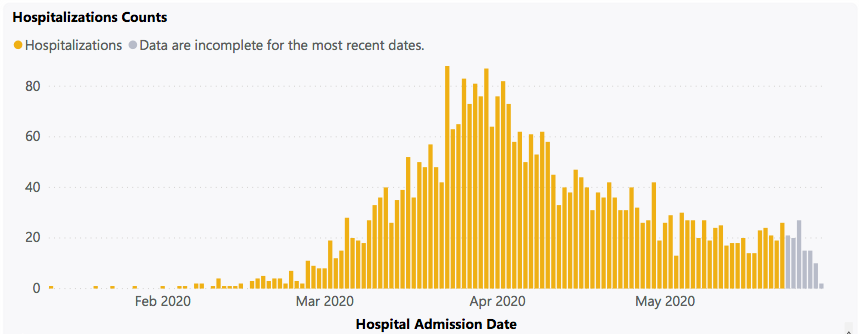 Hospitalizations Counts
Hospitalizations Data are incomplete for the most recent dates.
80
60
40
20
0
Feb 2020 Mar 2020 Apr 2020 May 2020
Hospital Admission Date